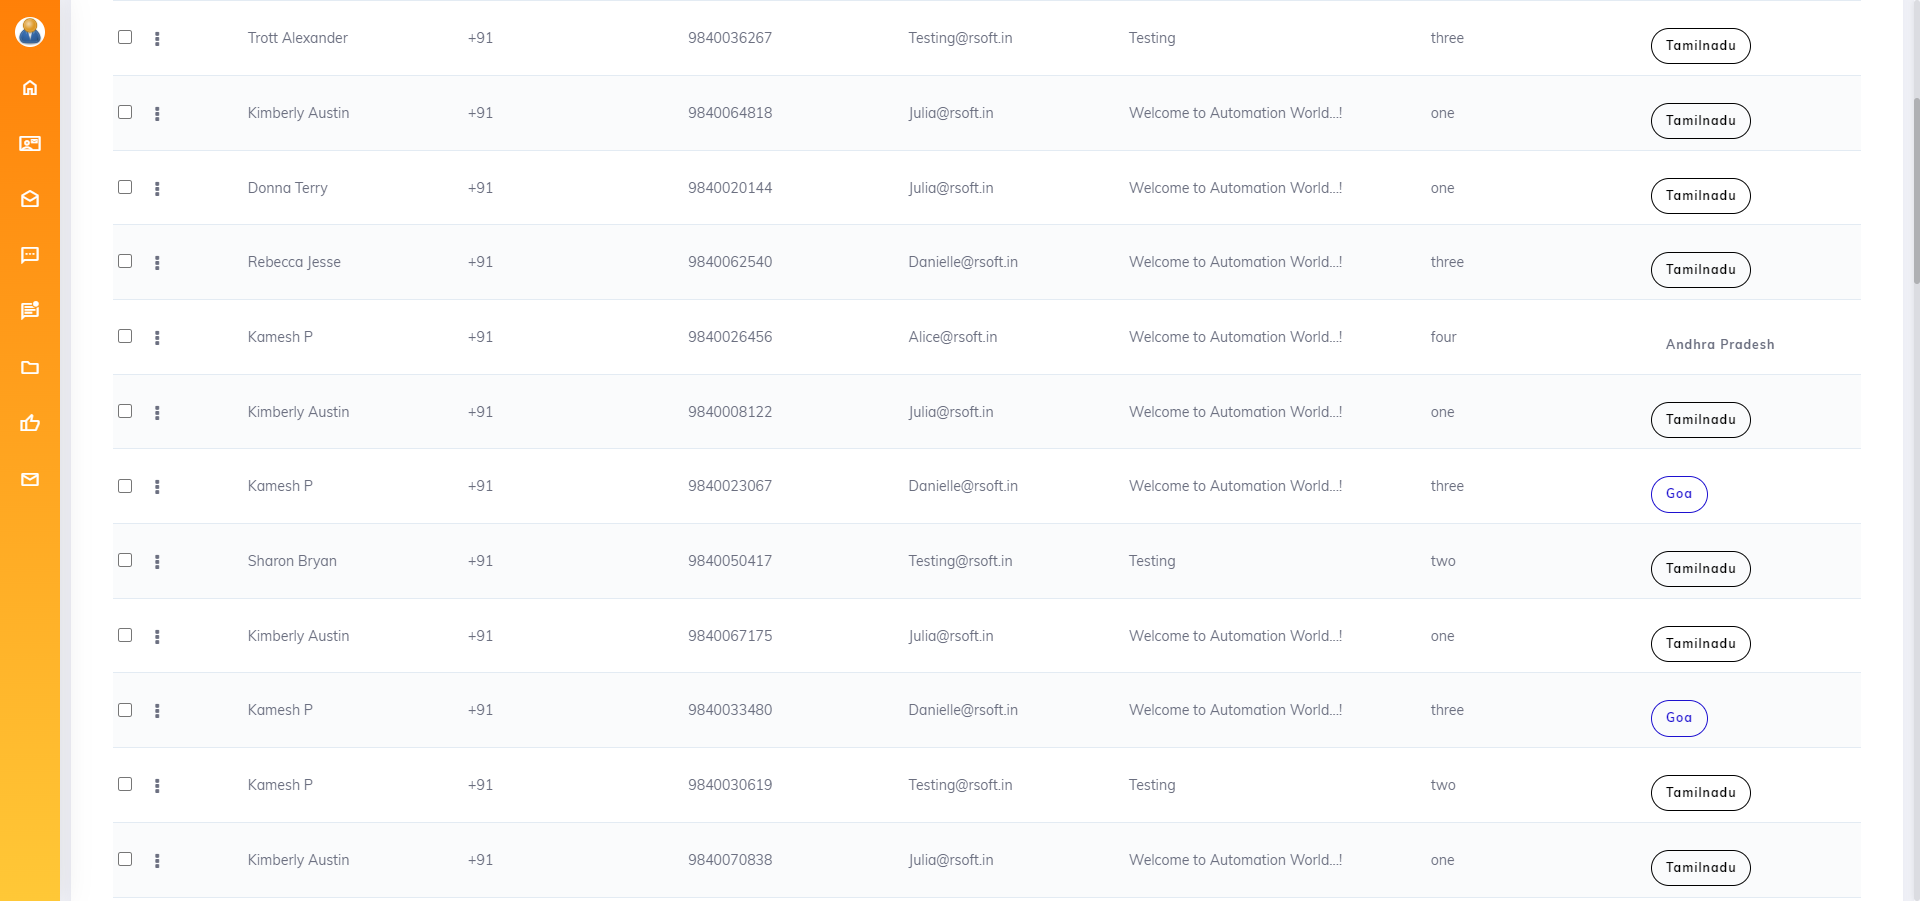 Trott Alexander +91 9840036267 Testing@rsoft.in Testing three Tamilnadu
Kimberly Austin +91 9840064818 Julia@rsoft.in Welcome to Automation World...! one Tamilnadu
Donna Terry +91 9840020144 Julia@rsoft.in Welcome to Automation World...! one Tamilnadu
Rebecca Jesse +91 9840062540 Danielle@rsoft.in Welcome to Automation World...! three Tamilnadu
Kamesh P +91 9840026456 Alice@rsoft.in Welcome to Automation World...! four Andhra Pradesh
Kimberly Austin +91 9840008122 Julia@rsoft.in Welcome to Automation World...! one Tamilnadu
Kamesh P +91 9840023067 Danielle@rsoft.in Welcome to Automation World...! three Goa
Sharon Bryan +91 9840050417 Testing@rsoft.in Testing two Tamilnadu
Kimberly Austin +91 9840067175 Julia@rsoft.in Welcome to Automation World...! one Tamilnadu
Kamesh P +91 9840033480 Danielle@rsoft.in Welcome to Automation World...! three Goa
Kamesh P +91 9840030619 Testing@rsoft.in Testing two Tamilnadu
Kimberly Austin +91 9840070838 Julia@rsoft.in Welcome to Automation World...! one Tamilnadu